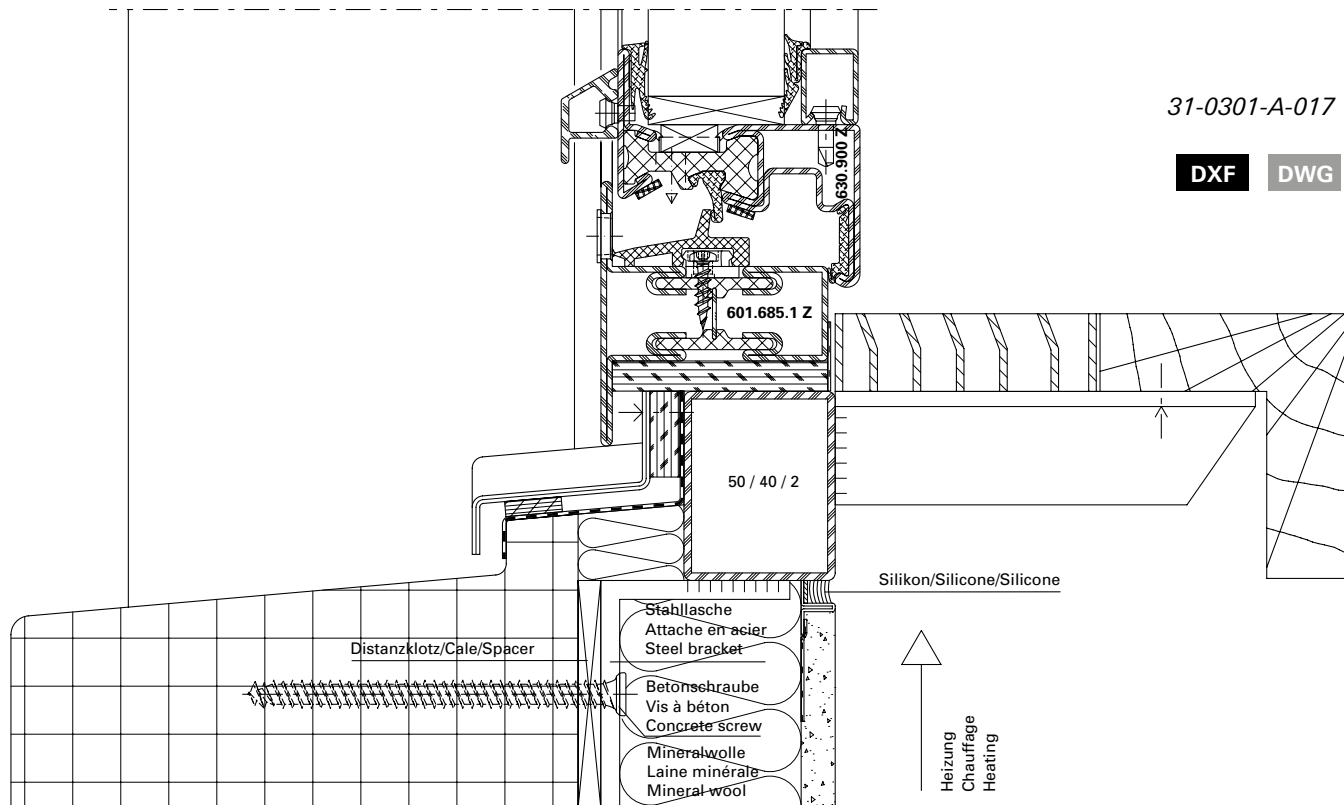 31-0301-A-017
DXF DWG
630.900 Z
601.685.1 Z
50 / 40 / 2
Silikon/Silicone/Silicone
Stahllasche
Attache en acier
Steel bracket
Distanzklotz/Cale/Spacer
Betonschraube
Vis à béton
Concrete screw
Mineralwolle
Laine minérale
Mineral wool
Heizung
Chauffage
Heating